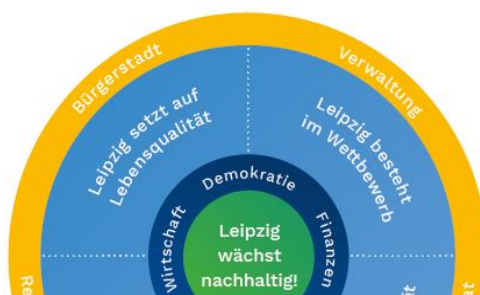 Bürgerstadt
Verwaltung
Leipzig setzt auf
Lebensqualität
Leipzig besteht
im Wettbewerb
Demokratie
Wirtschaft
Finanzen
Leipzig
wächst
nachhaltig!